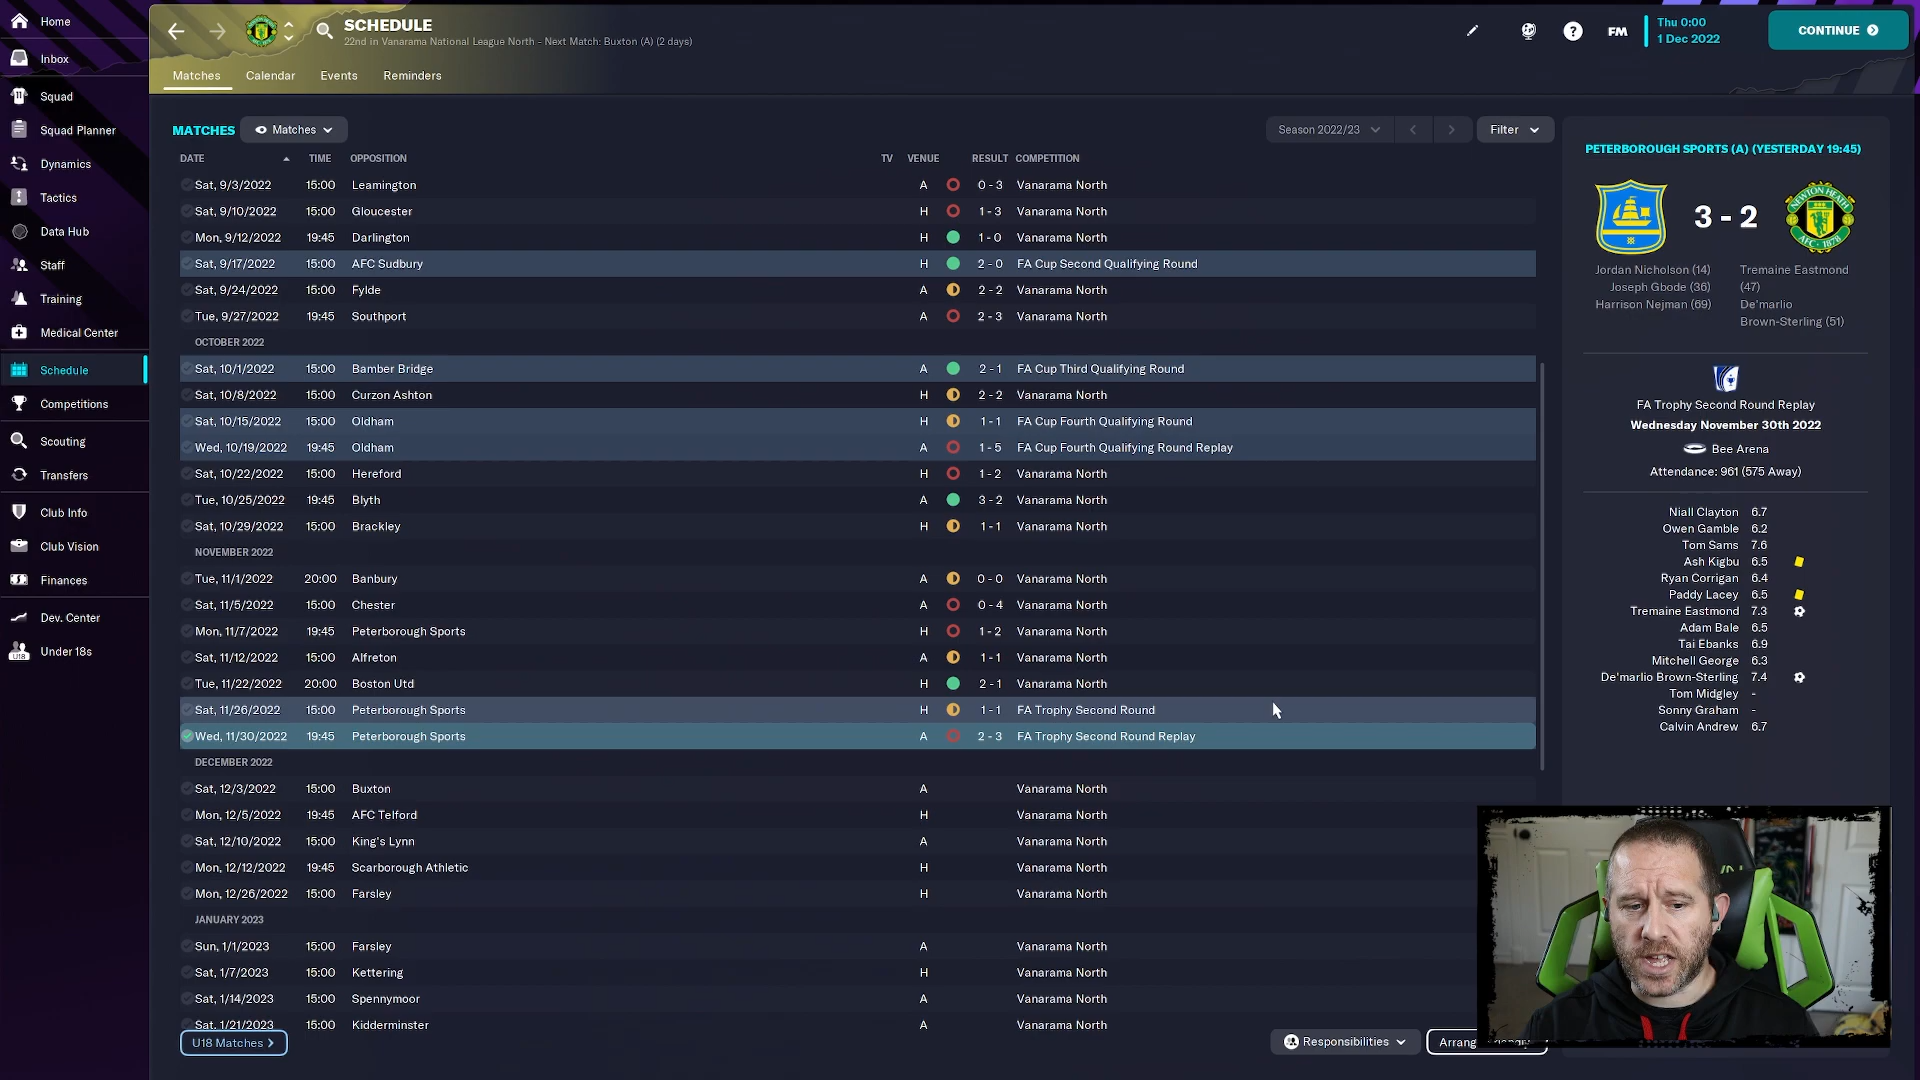 Home
Inbox
Squad
Squad Planner
Dynamics
Tactics
Data Hub
Staff
Training
Medical Center
Schedule
Competitions
Scouting
Transfers
Club Info
Club Vision
Finances
Dev. Center
Under 18s
SCHEDULE
22nd in Vanarama National League North - Next Match: Buxton (A) (2 days)
FM
Thu 0:00
1 Dec 2022
CONTINUE
Matches Calendar Events Reminders
MATCHES Matches
Season 2022/23 Filter
DATE TIME OPPOSITION TV VENUE RESULT COMPETITION
Sat, 9/3/2022 15:00 Leamington A 0 - 3 Vanarama North
Sat, 9/10/2022 15:00 Gloucester H 1 - 3 Vanarama North
Mon, 9/12/2022 19:45 Darlington H 1 - 0 Vanarama North
Sat, 9/17/2022 15:00 AFC Sudbury H 2 - 0 FA Cup Second Qualifying Round
Sat, 9/24/2022 15:00 Fylde A 2 - 2 Vanarama North
Tue, 9/27/2022 19:45 Southport A 2 - 3 Vanarama North
OCTOBER 2022
Sat, 10/1/2022 15:00 Bamber Bridge A 2 - 1 FA Cup Third Qualifying Round
Sat, 10/8/2022 15:00 Curzon Ashton H 2 - 2 Vanarama North
Sat, 10/15/2022 15:00 Oldham H 1 - 1 FA Cup Fourth Qualifying Round
Wed, 10/19/2022 19:45 Oldham A 1 - 5 FA Cup Fourth Qualifying Round Replay
Sat, 10/22/2022 15:00 Hereford H 1 - 2 Vanarama North
Tue, 10/25/2022 19:45 Blyth A 3 - 2 Vanarama North
Sat, 10/29/2022 15:00 Brackley H 1 - 1 Vanarama North
NOVEMBER 2022
Tue, 11/1/2022 20:00 Banbury A 0 - 0 Vanarama North
Sat, 11/5/2022 15:00 Chester A 0 - 4 Vanarama North
Mon, 11/7/2022 19:45 Peterborough Sports H 1 - 2 Vanarama North
Sat, 11/12/2022 15:00 Alfreton A 1 - 1 Vanarama North
Tue, 11/22/2022 20:00 Boston Utd H 2 - 1 Vanarama North
Sat, 11/26/2022 15:00 Peterborough Sports H 1 - 1 FA Trophy Second Round
Wed, 11/30/2022 19:45 Peterborough Sports A 2 - 3 FA Trophy Second Round Replay
DECEMBER 2022
Sat, 12/3/2022 15:00 Buxton A Vanarama North
Mon, 12/5/2022 19:45 AFC Telford H Vanarama North
Sat, 12/10/2022 15:00 King's Lynn A Vanarama North
Mon, 12/12/2022 19:45 Scarborough Athletic H Vanarama North
Mon, 12/26/2022 15:00 Farsley H Vanarama North
JANUARY 2023
Sun, 1/1/2023 15:00 Farsley A Vanarama North
Sat, 1/7/2023 15:00 Kettering H Vanarama North
Sat, 1/14/2023 15:00 Spennymoor A Vanarama North
Sat, 1/21/2023 15:00 Kidderminster A Vanarama North
U18 Matches
Responsibilities
PETERBOROUGH SPORTS (A) (YESTERDAY 19:45)
3 - 2
NEWTON HEATH
AFC 1878
Jordan Nicholson (14)
Joseph Gbode (36)
Harrison Nejman (69)
Tremaine Eastmond
(47)
De'marlio
Brown-Sterling (51)
FA Trophy Second Round Replay
Wednesday November 30th 2022
Bee Arena
Attendance: 961 (575 Away)
Niall Clayton 6.7
Owen Gamble 6.2
Tom Sams 7.6
Ash Kigbu 6.5
Ryan Corrigan 6.4
Paddy Lacey 6.5
Tremaine Eastmond 7.3
Adam Bale 6.5
Tai Ebanks 6.9
Mitchell George 6.3
De'marlio Brown-Sterling 7.4
Tom Midgley -
Sonny Graham -
Calvin Andrew 6.7